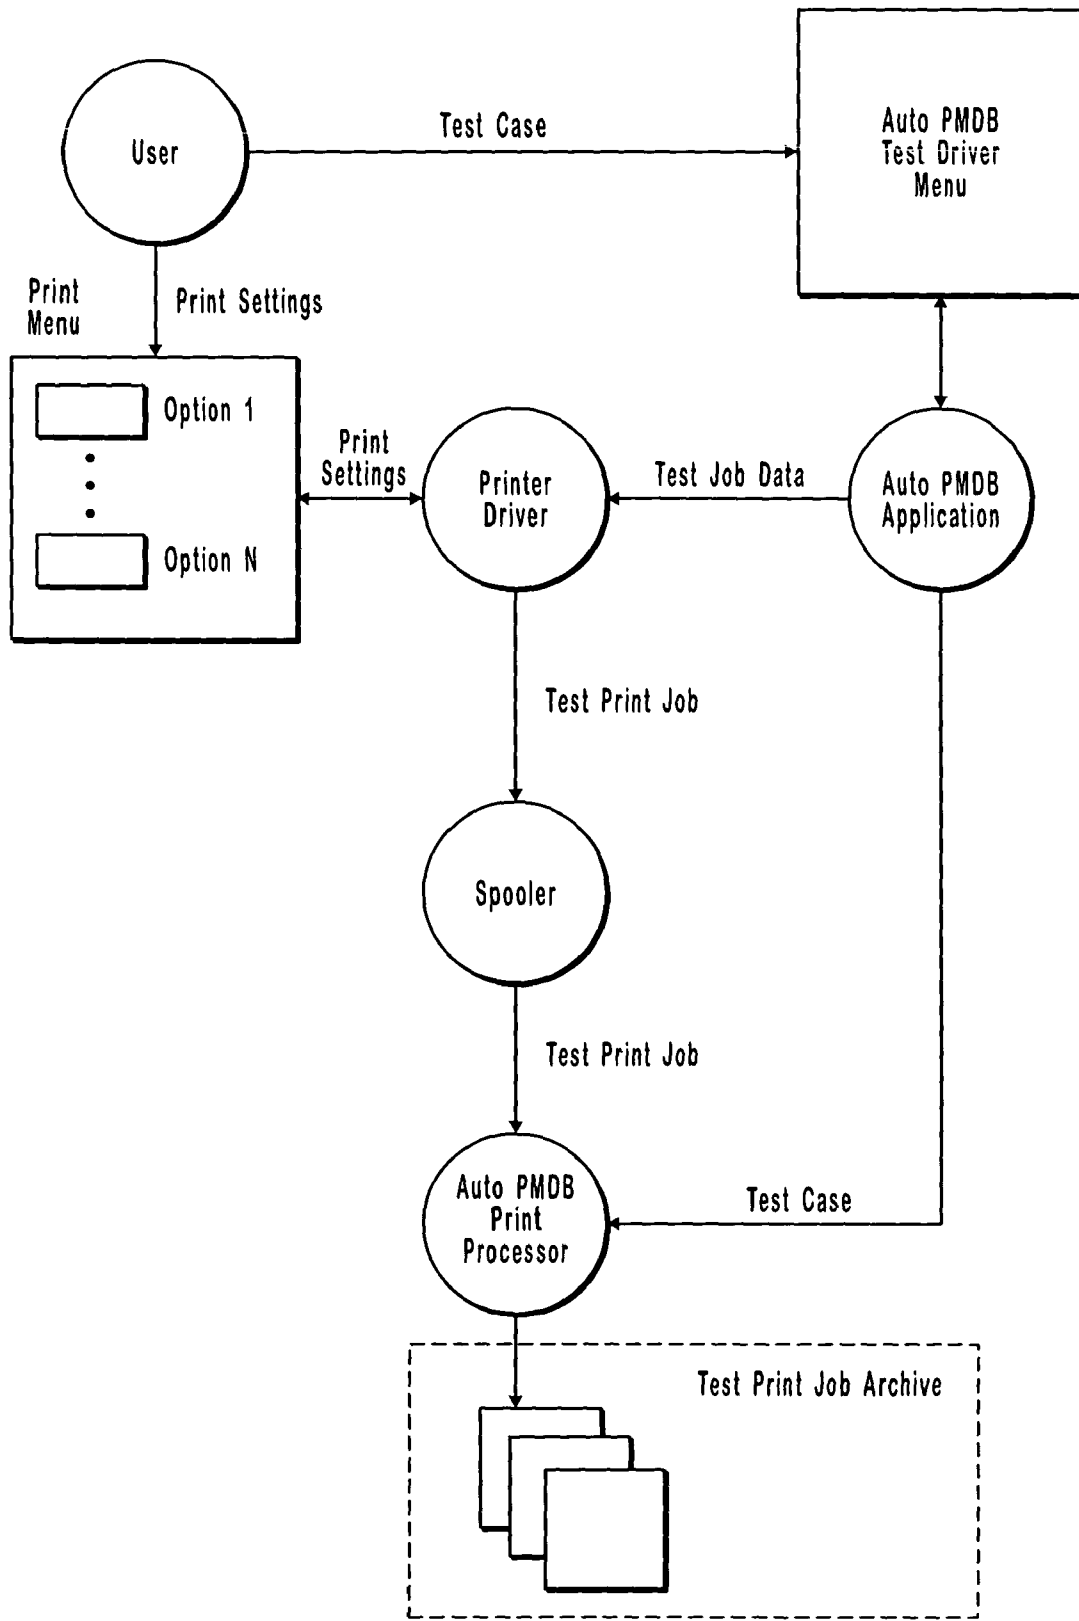 User
Test Case
Auto PMDB
Test Driver
Menu
Print
Menu
Print Settings
Option 1
Option N
Print
Settings
Printer
Driver
Test Job Data
Auto PMDB
Application
Test Print Job
Spooler
Test Print Job
Auto PMDB
Print
Processor
Test Case
Test Print Job Archive